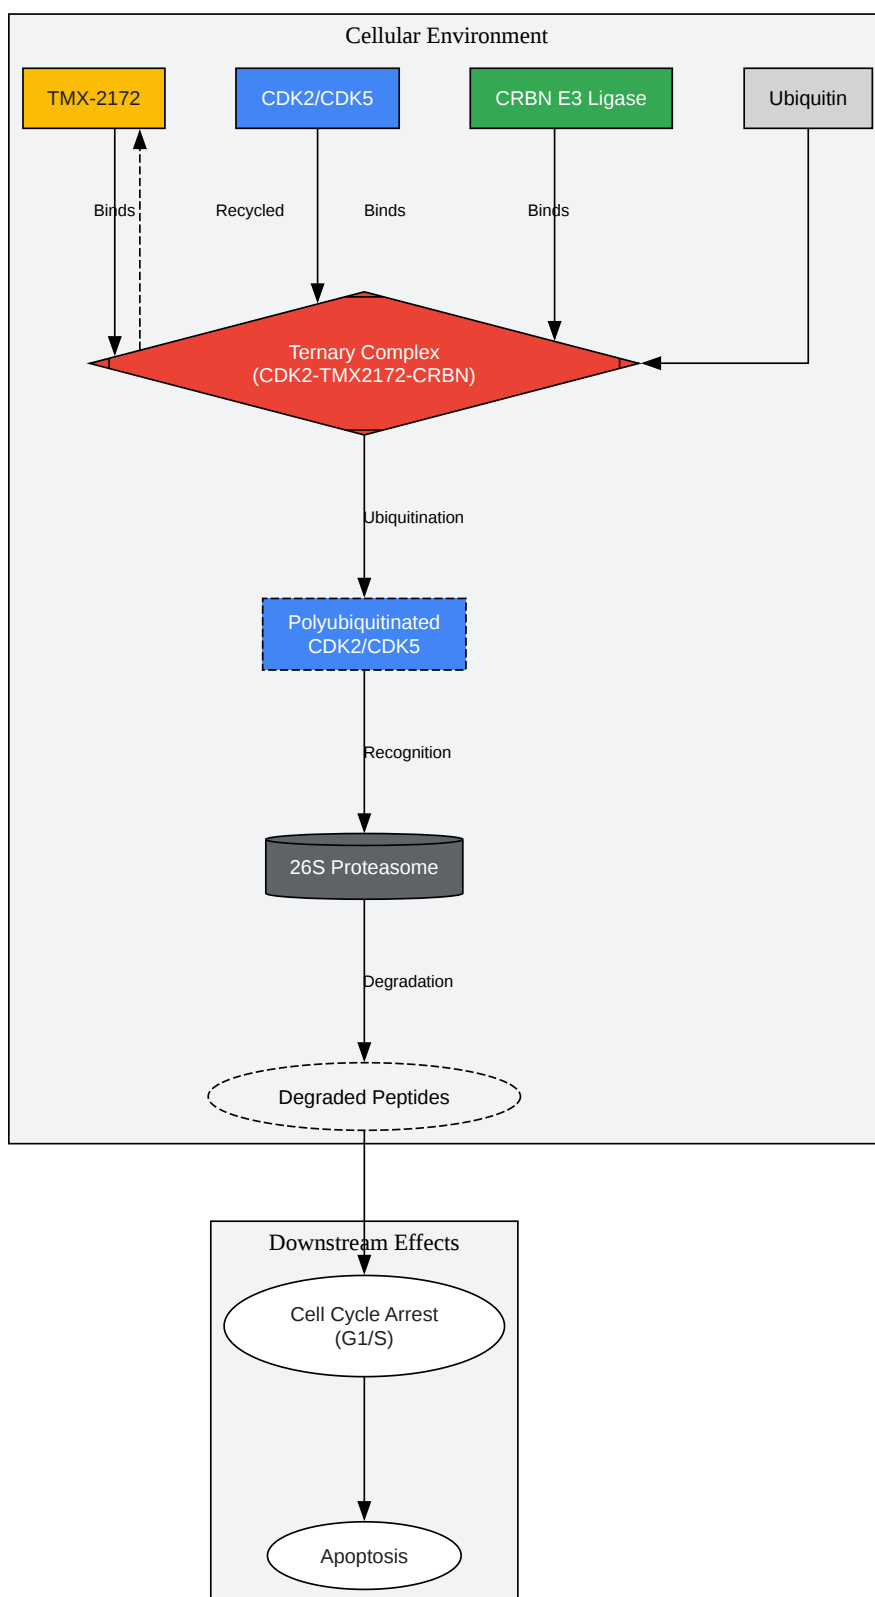 Cellular Environment
TMX-2172
CDK2/CDK5
CRBN E3 Ligase
Ubiquitin
Binds
Recycled
Binds
Binds
Ternary Complex
(CDK2-TMX2172-CRBN)
Ubiquitination
Polyubiquitinated
CDK2/CDK5
Recognition
26S Proteasome
Degradation
Degraded Peptides
Downstream Effects
Cell Cycle Arrest
(G1/S)
Apoptosis